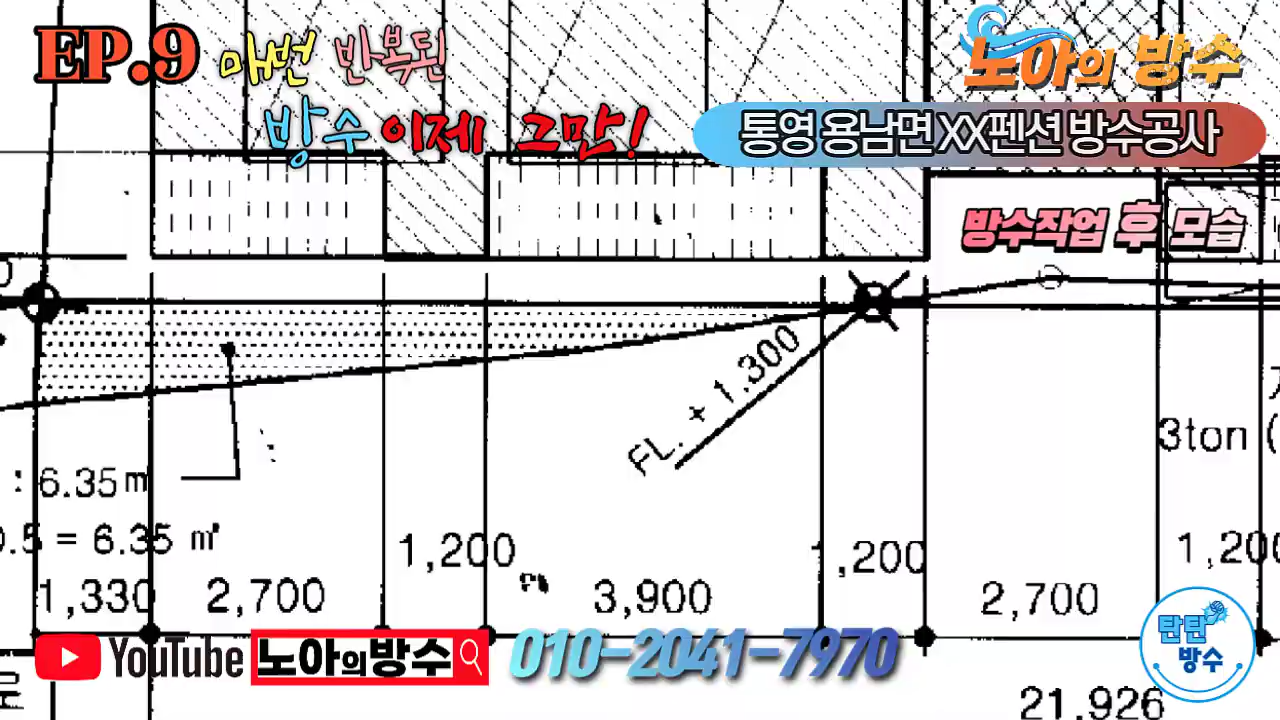 EP.9 매번 반복된
방수 이제 그만!
노아의 방수
통영 용남면 XX펜션 방수공사
방수작업 후 모습
FL. + 1.300
3ton (
: 6.35㎡
0.5 = 6.35 ㎡
1,200
1,200
1,200
1,330
2,700
3,900
2,700
YouTube 노아의방수
010-2041-7970
탄탄
방수
21.926